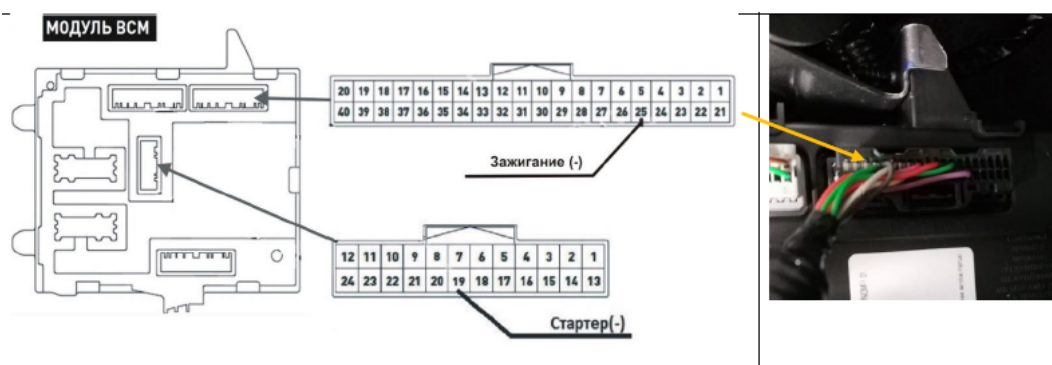 МОДУЛЬ BCM
20 19 18 17 16 15 14 13 12 11 10 9 8 7 6 5 4 3 2 1
40 39 38 37 36 35 34 33 32 31 30 29 28 27 26 25 24 23 22 21
Зажигание (-)
12 11 10 9 8 7 6 5 4 3 2 1
24 23 22 21 20 19 18 17 16 15 14 13
Стартер(-)